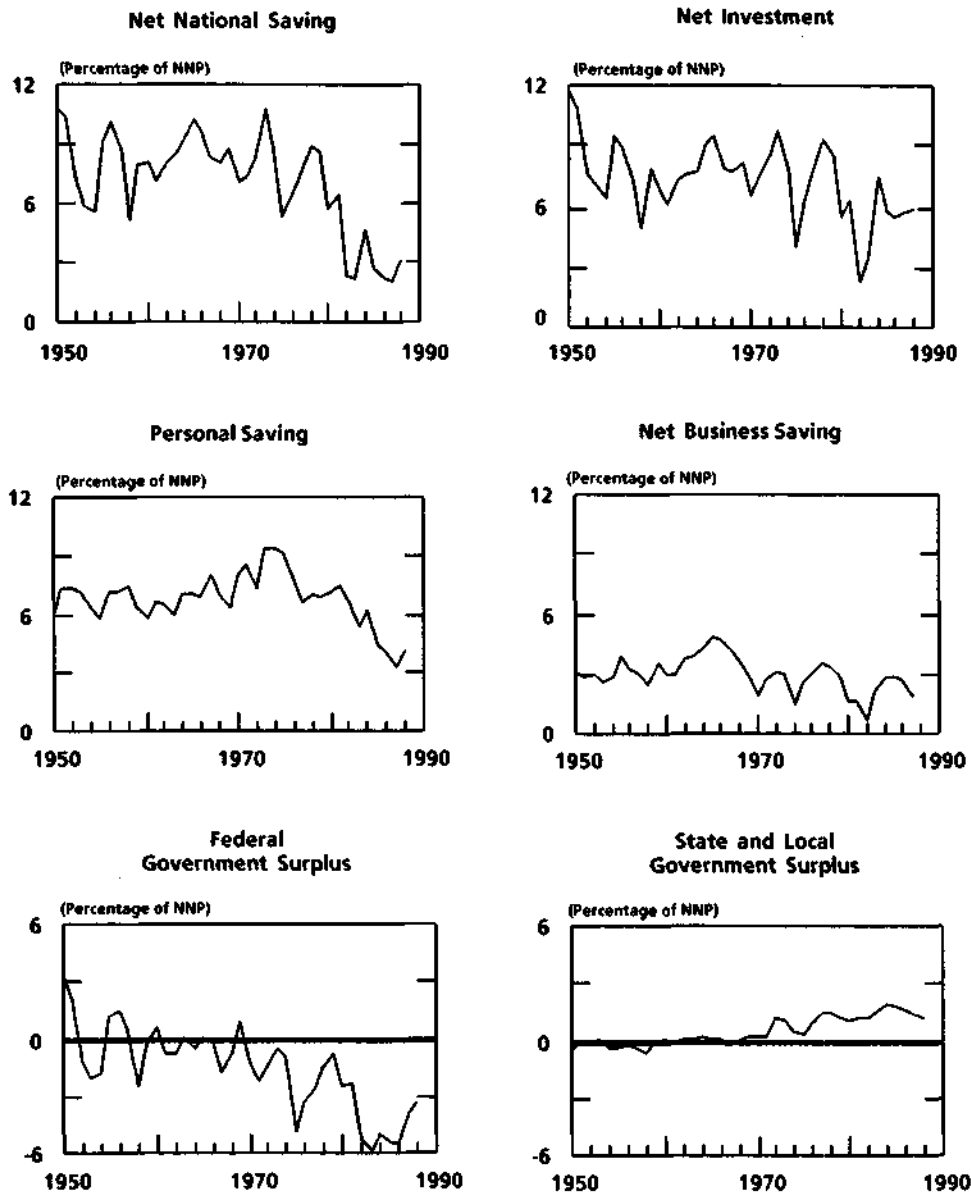 Net National Saving
(Percentage of NNP)
12
6
0
1950
1970
1990
Net Investment
(Percentage of NNP)
12
6
0
1950
1970
1990
Personal Saving
(Percentage of NNP)
12
6
0
1950
1970
1990
Net Business Saving
(Percentage of NNP)
12
6
0
1950
1970
1990
Federal
Government Surplus
(Percentage of NNP)
6
0
-6
1950
1970
1990
State and Local
Government Surplus
(Percentage of NNP)
6
0
-6
1950
1970
1990